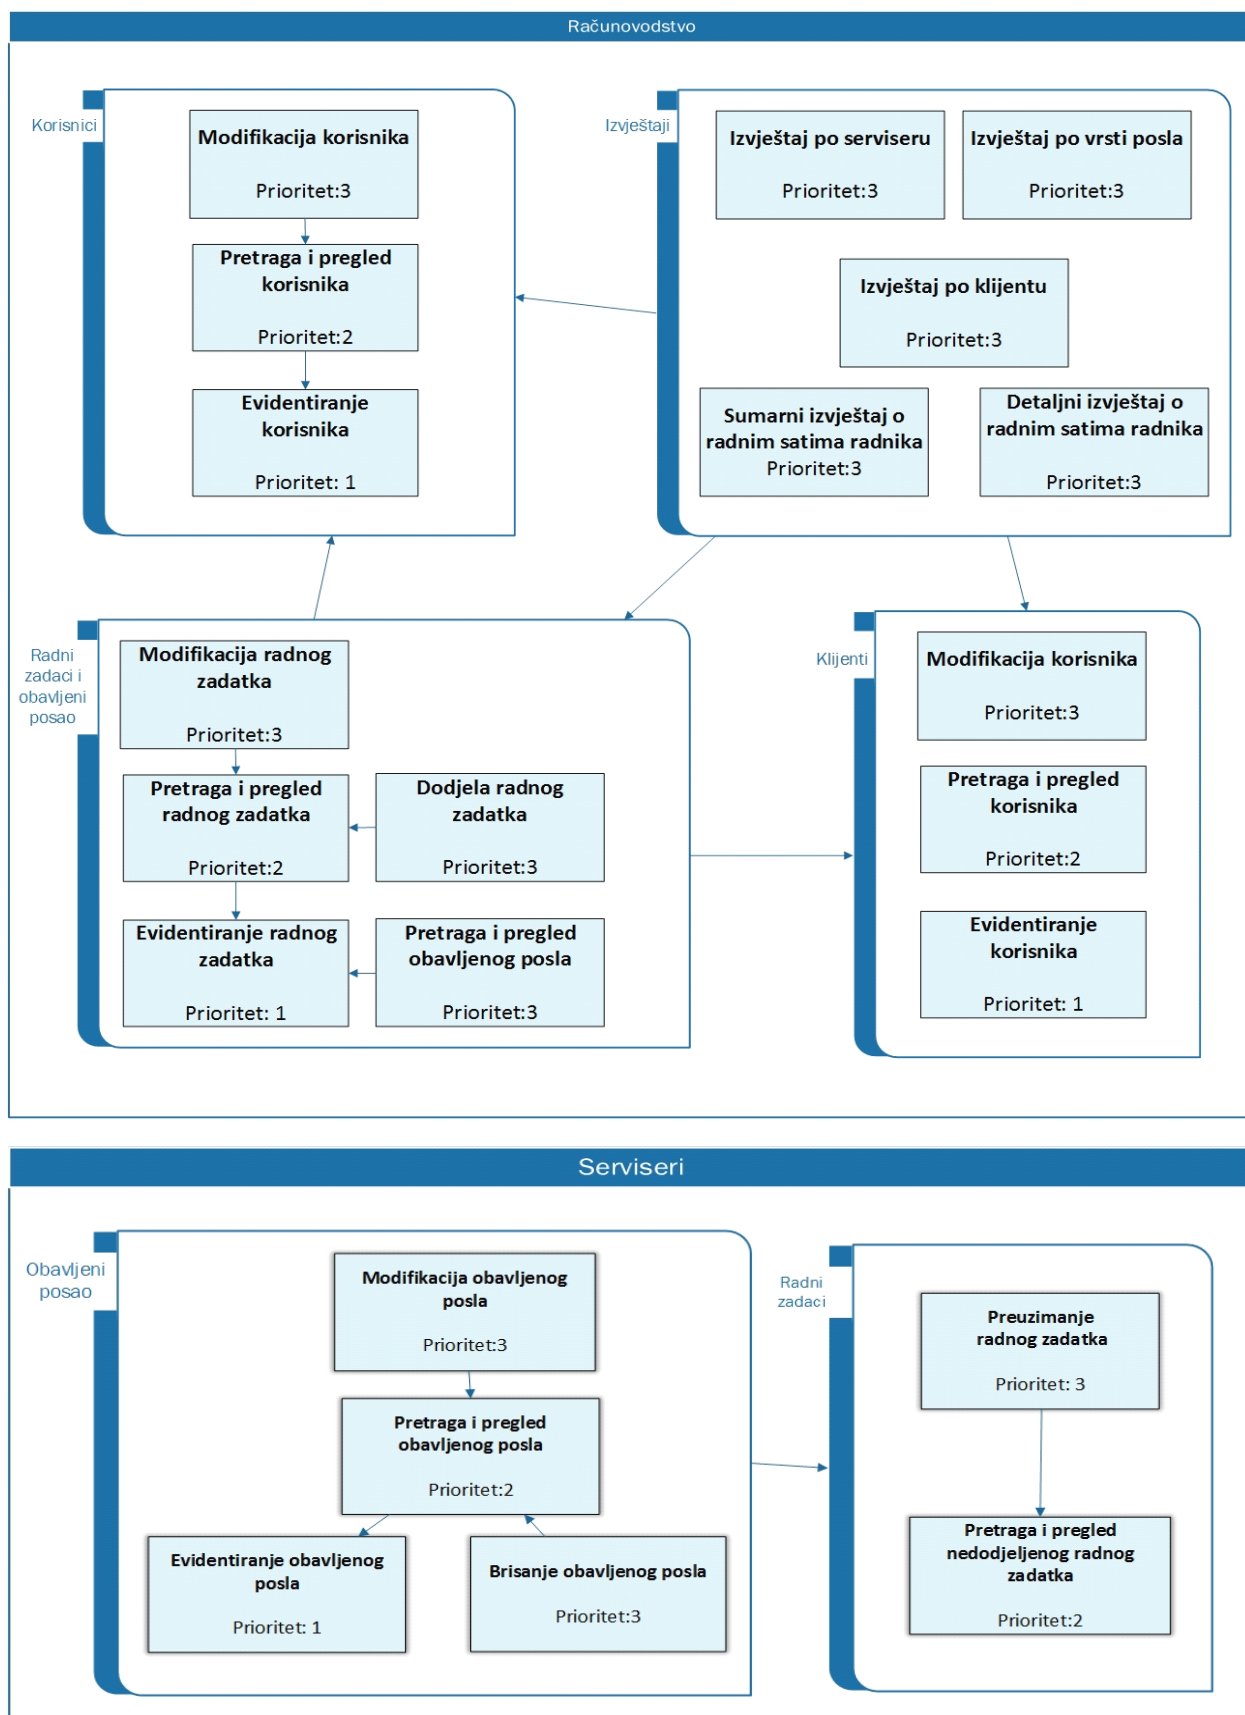 Računovodstvo
Korisnici
Modifikacija korisnika
Prioritet:3
Pretraga i pregled
korisnika
Prioritet:2
Evidentiranje
korisnika
Prioritet: 1
Izvještaji
Izvještaj po serviseru
Prioritet:3
Izvještaj po vrsti posla
Prioritet:3
Izvještaj po klijentu
Prioritet:3
Sumarni izvještaj o
radnim satima radnika
Prioritet:3
Detaljni izvještaj o
radnim satima radnika
Prioritet:3
Radni
zadaci i
obavljeni
posao
Modifikacija radnog
zadatka
Prioritet:3
Pretraga i pregled
radnog zadatka
Prioritet:2
Dodjela radnog
zadatka
Prioritet:3
Evidentiranje radnog
zadatka
Prioritet: 1
Pretraga i pregled
obavljenog posla
Prioritet:3
Klijenti
Modifikacija korisnika
Prioritet:3
Pretraga i pregled
korisnika
Prioritet:2
Evidentiranje
korisnika
Prioritet: 1
Serviseri
Obavljeni
posao
Modifikacija obavljenog
posla
Prioritet:3
Pretraga i pregled
obavljenog posla
Prioritet:2
Evidentiranje obavljenog
posla
Prioritet: 1
Brisanje obavljenog posla
Prioritet:3
Radni
zadaci
Preuzimanje
radnog zadatka
Prioritet: 3
Pretraga i pregled
nedodjeljenog radnog
zadatka
Prioritet:2